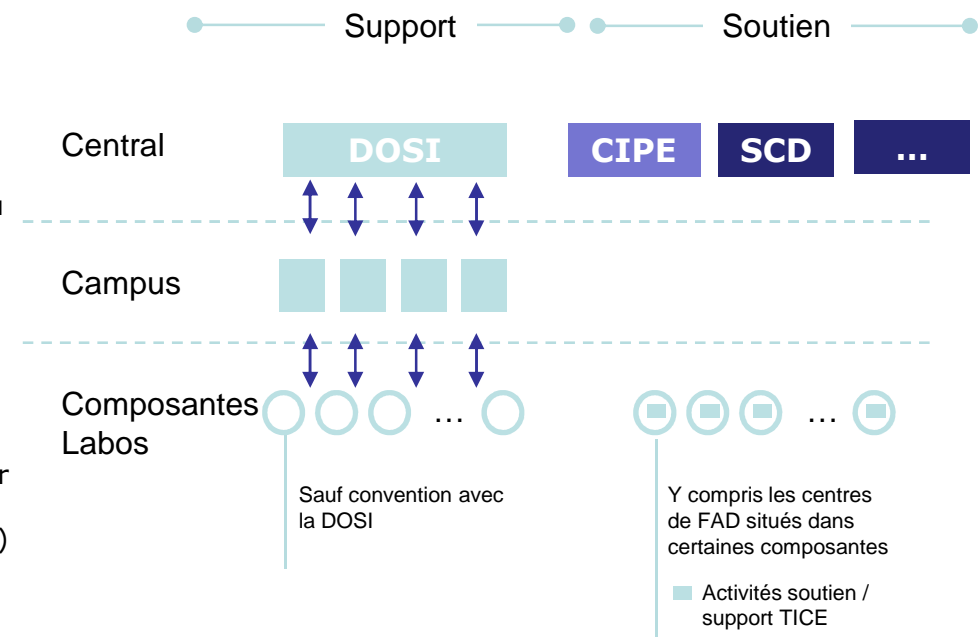 Support Soutien
Central DOSI CIPE SCD ...
Campus
Composantes ... ...
Labos
r
)
Sauf convention avec
la DOSI
Y compris les centres
de FAD situés dans
certaines composantes
Activités soutien /
support TICE